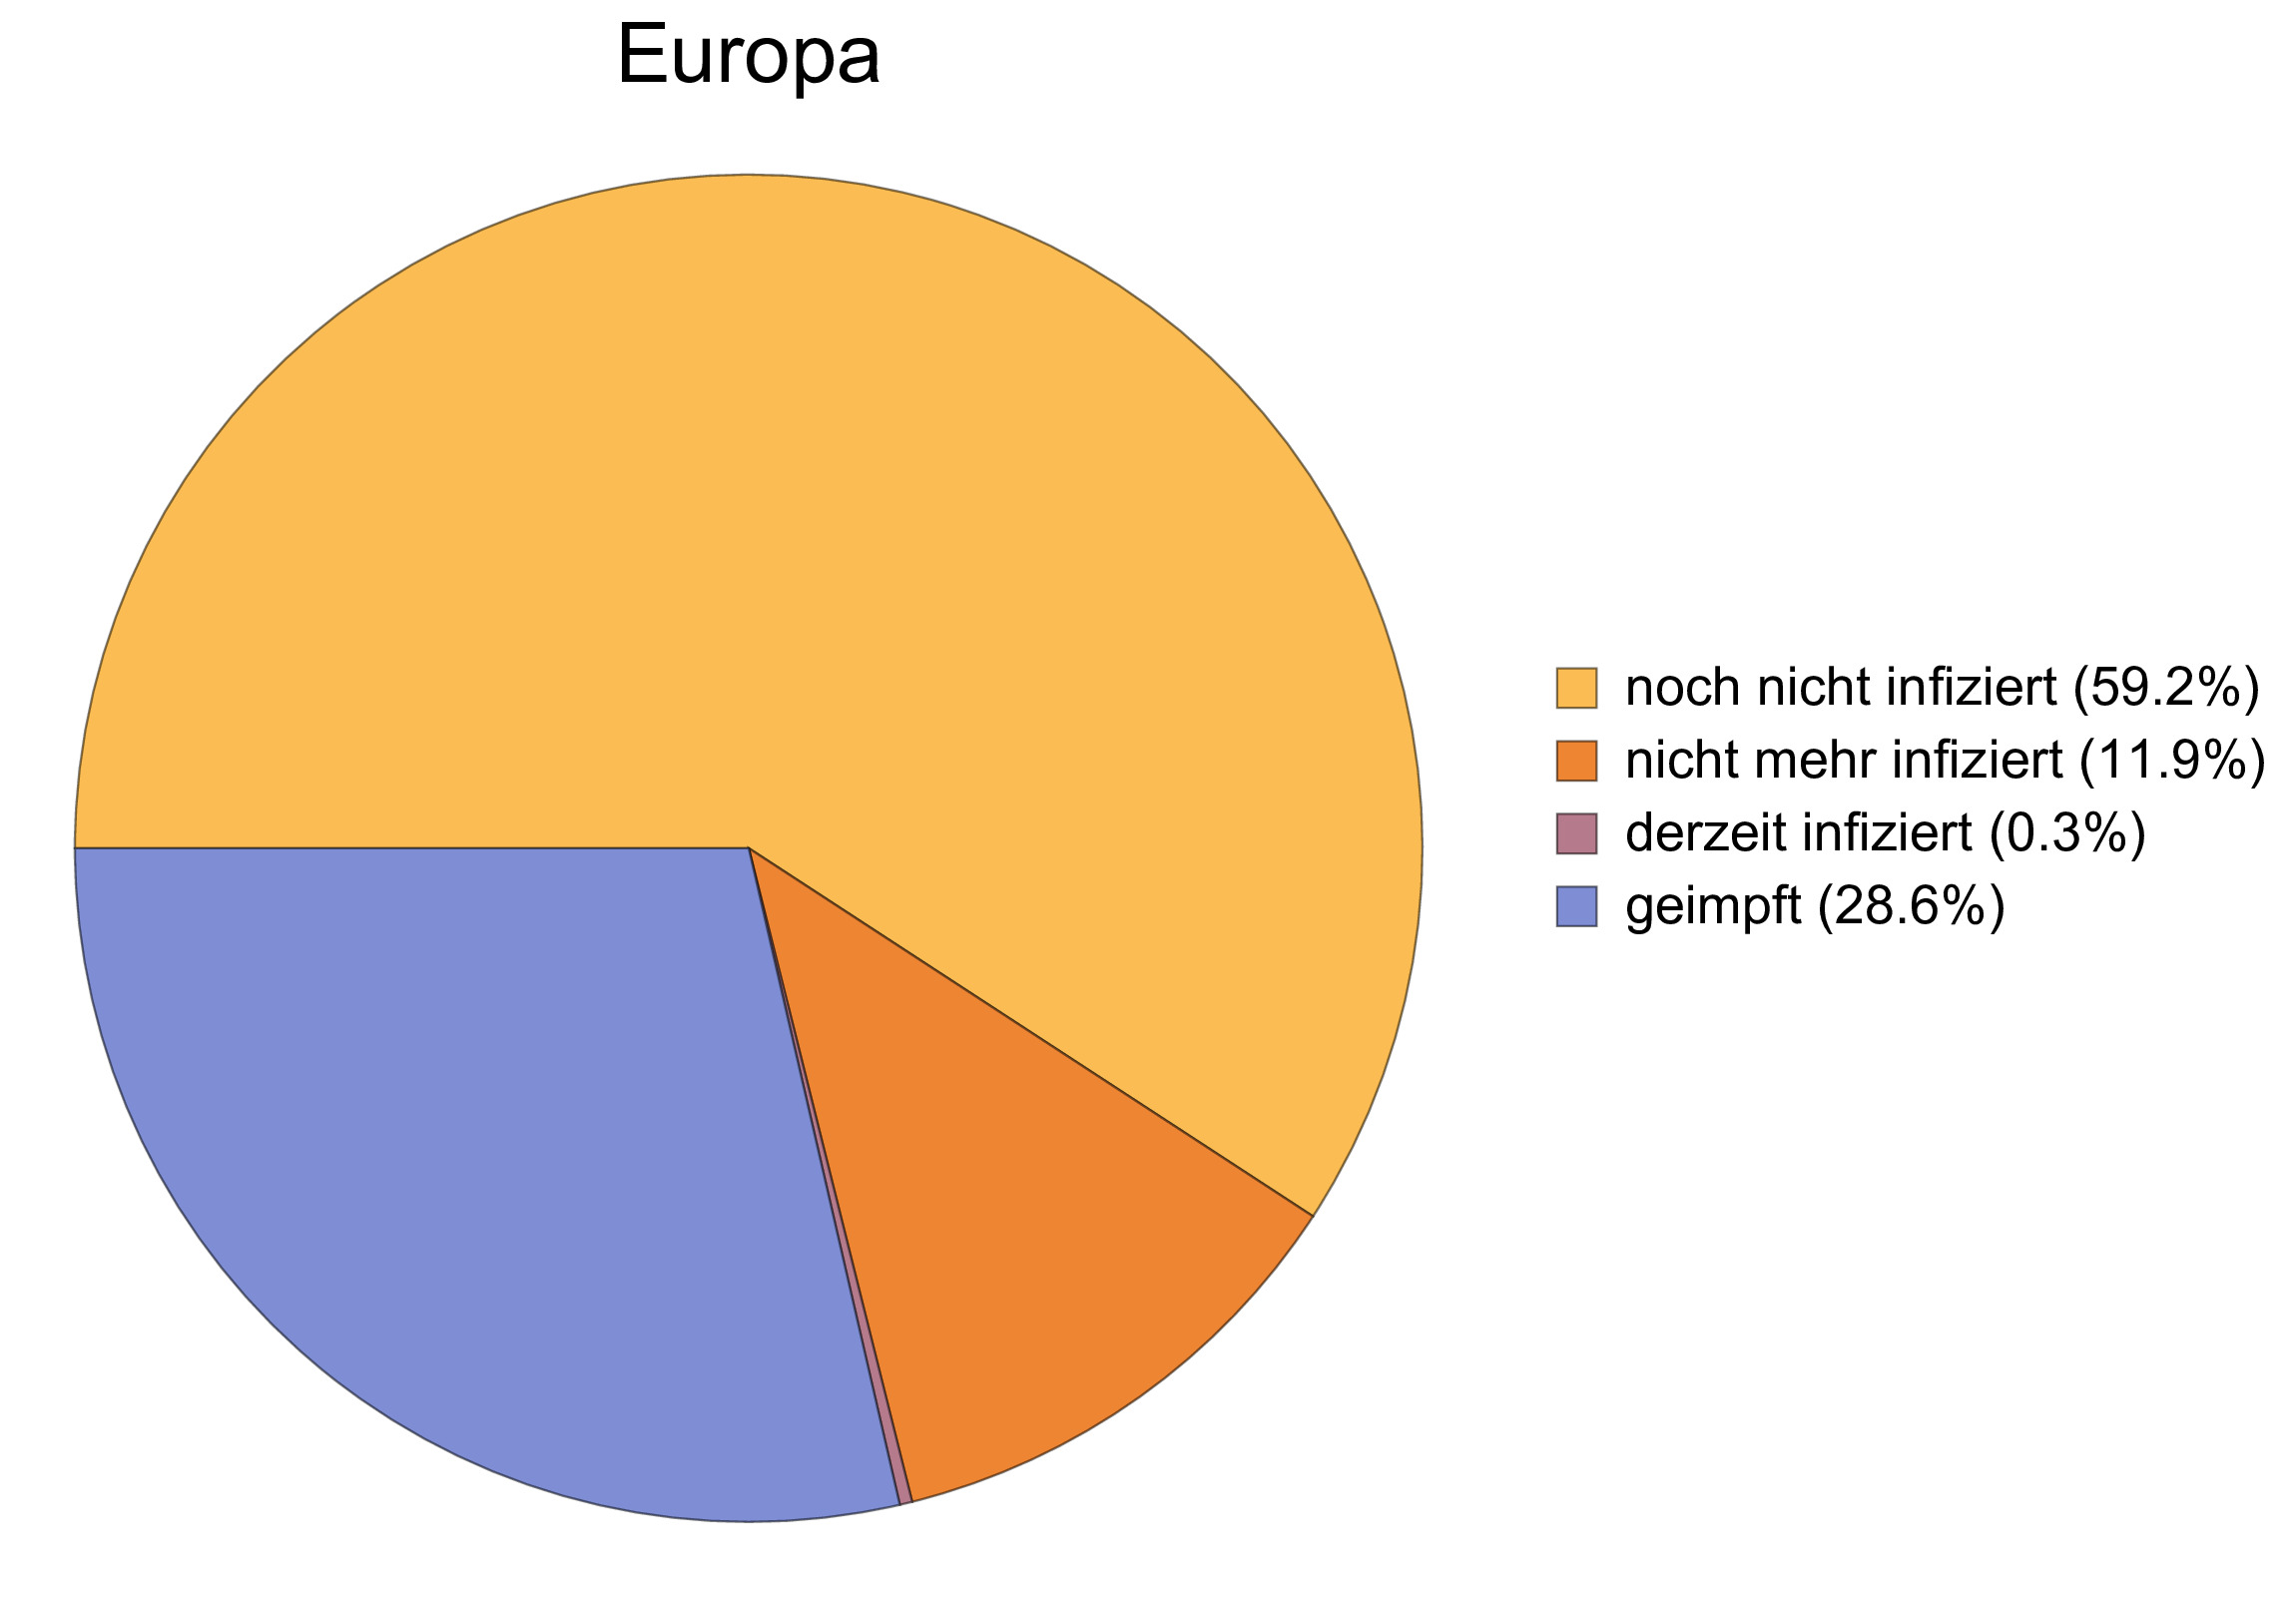 Europa
noch nicht infiziert (59.2%)
nicht mehr infiziert (11.9%)
derzeit infiziert (0.3%)
geimpft (28.6%)